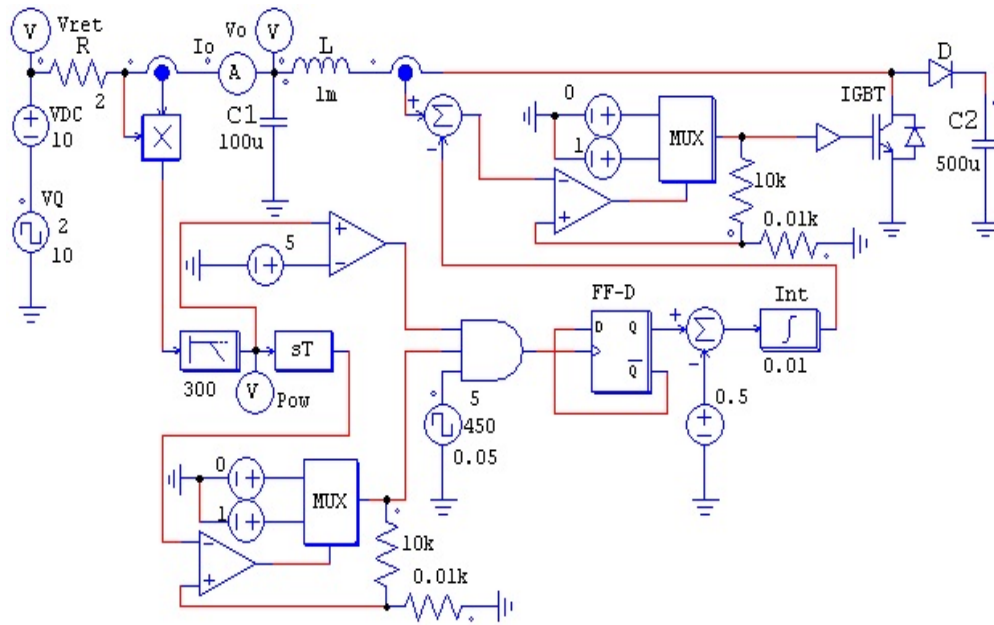 V
Vret
R
2
Io
A
Vo
V
L
1m
D
IGBT
C2
500u
VDC
10
C1
100u
0
1
MUX
Σ
+
-
10k
0.01k
VQ
2
10
X
5
+
-
-
+
FF-D
D Q
Q
Σ
+
-
Int
∫
0.01
0.5
300
sT
V
Pow
5
450
0.05
0
1
MUX
-
+
10k
0.01k